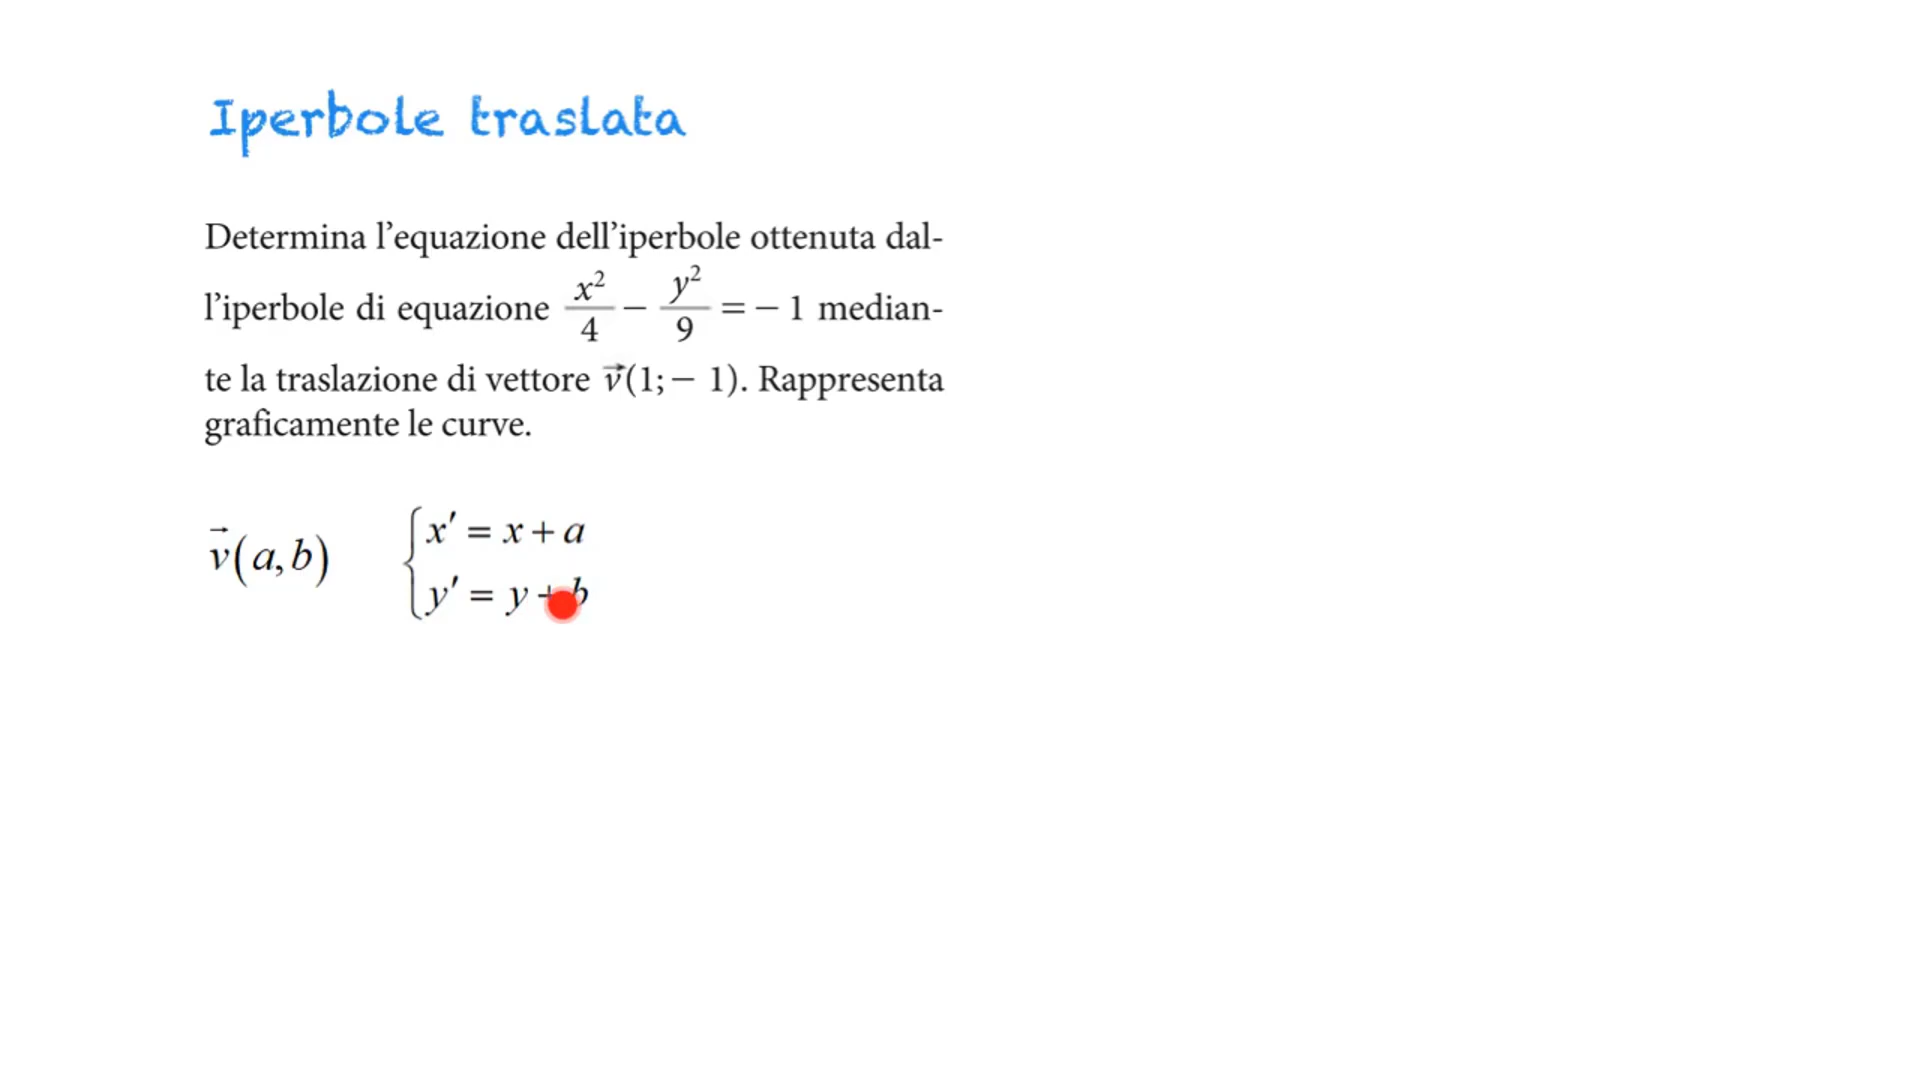 Iperbole traslata
Determina l'equazione dell'iperbole ottenuta dal-
l'iperbole di equazione x²/4 − y²/9 = − 1 median-
te la traslazione di vettore v⃗(1; − 1). Rappresenta
graficamente le curve.
v⃗(a,b) { x′ = x + a
y′ = y + b